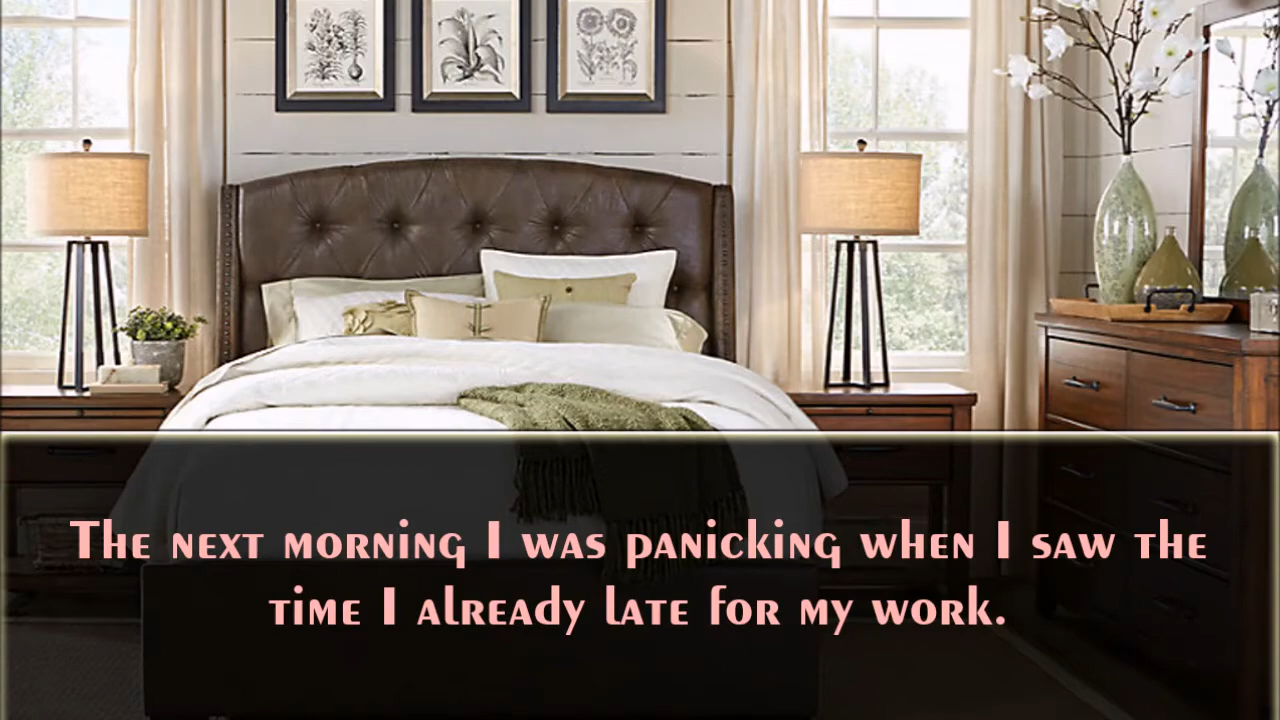 The next morning I was panicking when I saw the
time I already late for my work.